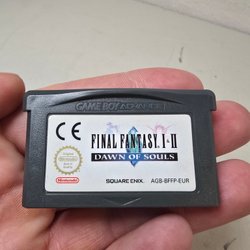 GAME BOY ADVANCE
CE
FINAL FANTASY I·II
DAWN OF SOULS
Nintendo
SQUARE ENIX
AGB-BFFP-EUR